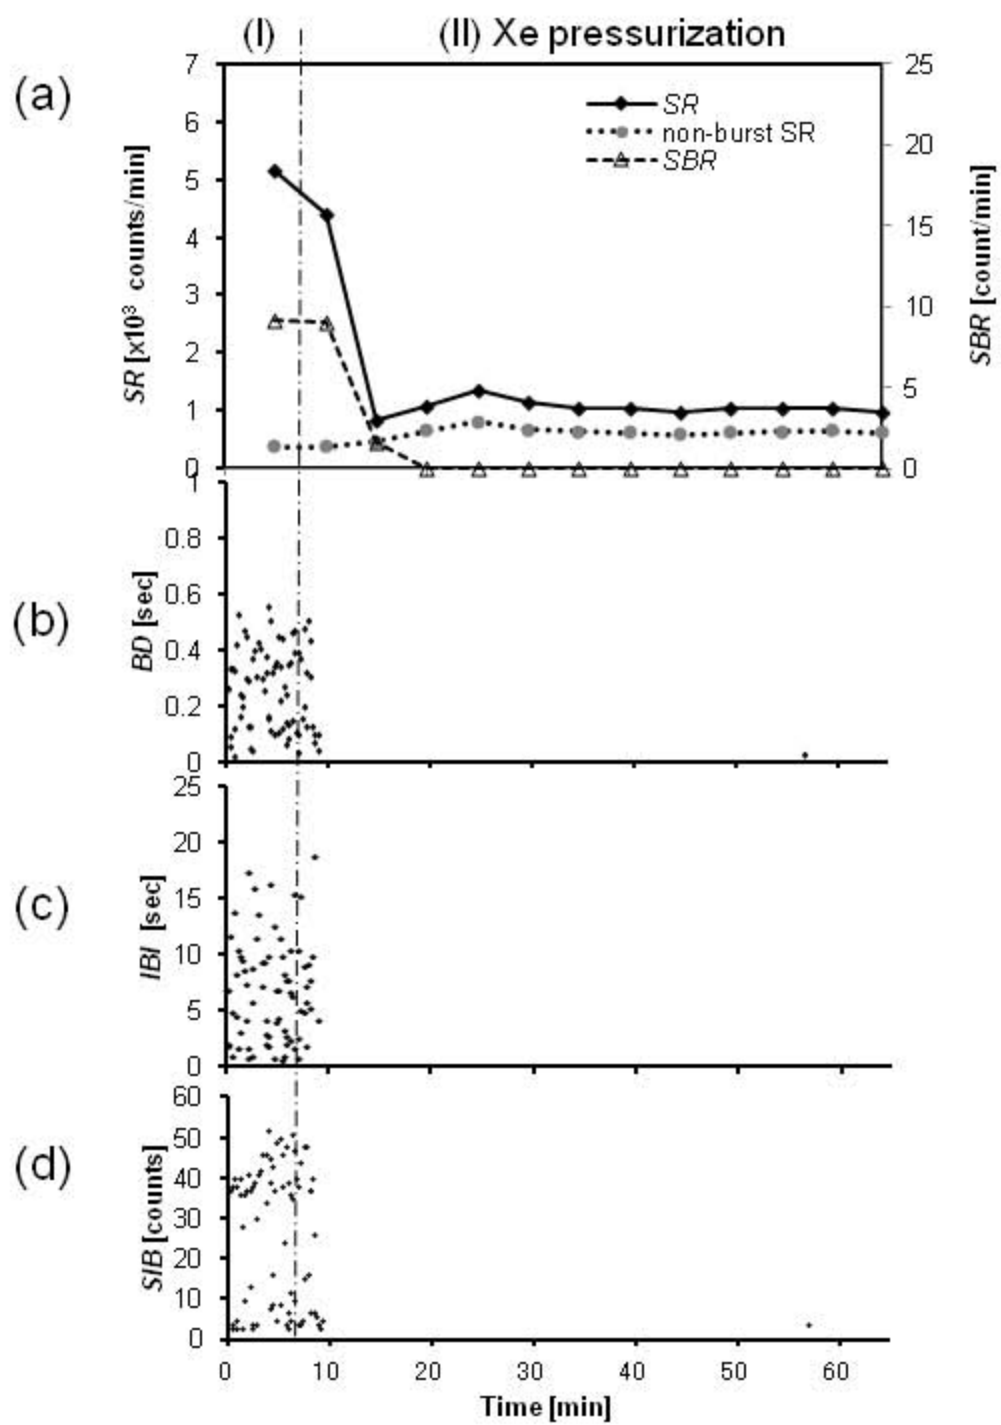 (I) (II) Xe pressurization
(a)
7
6
5
4
3
2
1
0
SR [x10³ counts/min]
25
20
15
10
5
0
SBR [count/min]
SR
non-burst SR
SBR
(b)
1
0.8
0.6
0.4
0.2
0
BD [sec]
(c)
25
20
15
10
5
0
IBI [sec]
(d)
60
50
40
30
20
10
0
SIB [counts]
0 10 20 30 40 50 60
Time [min]